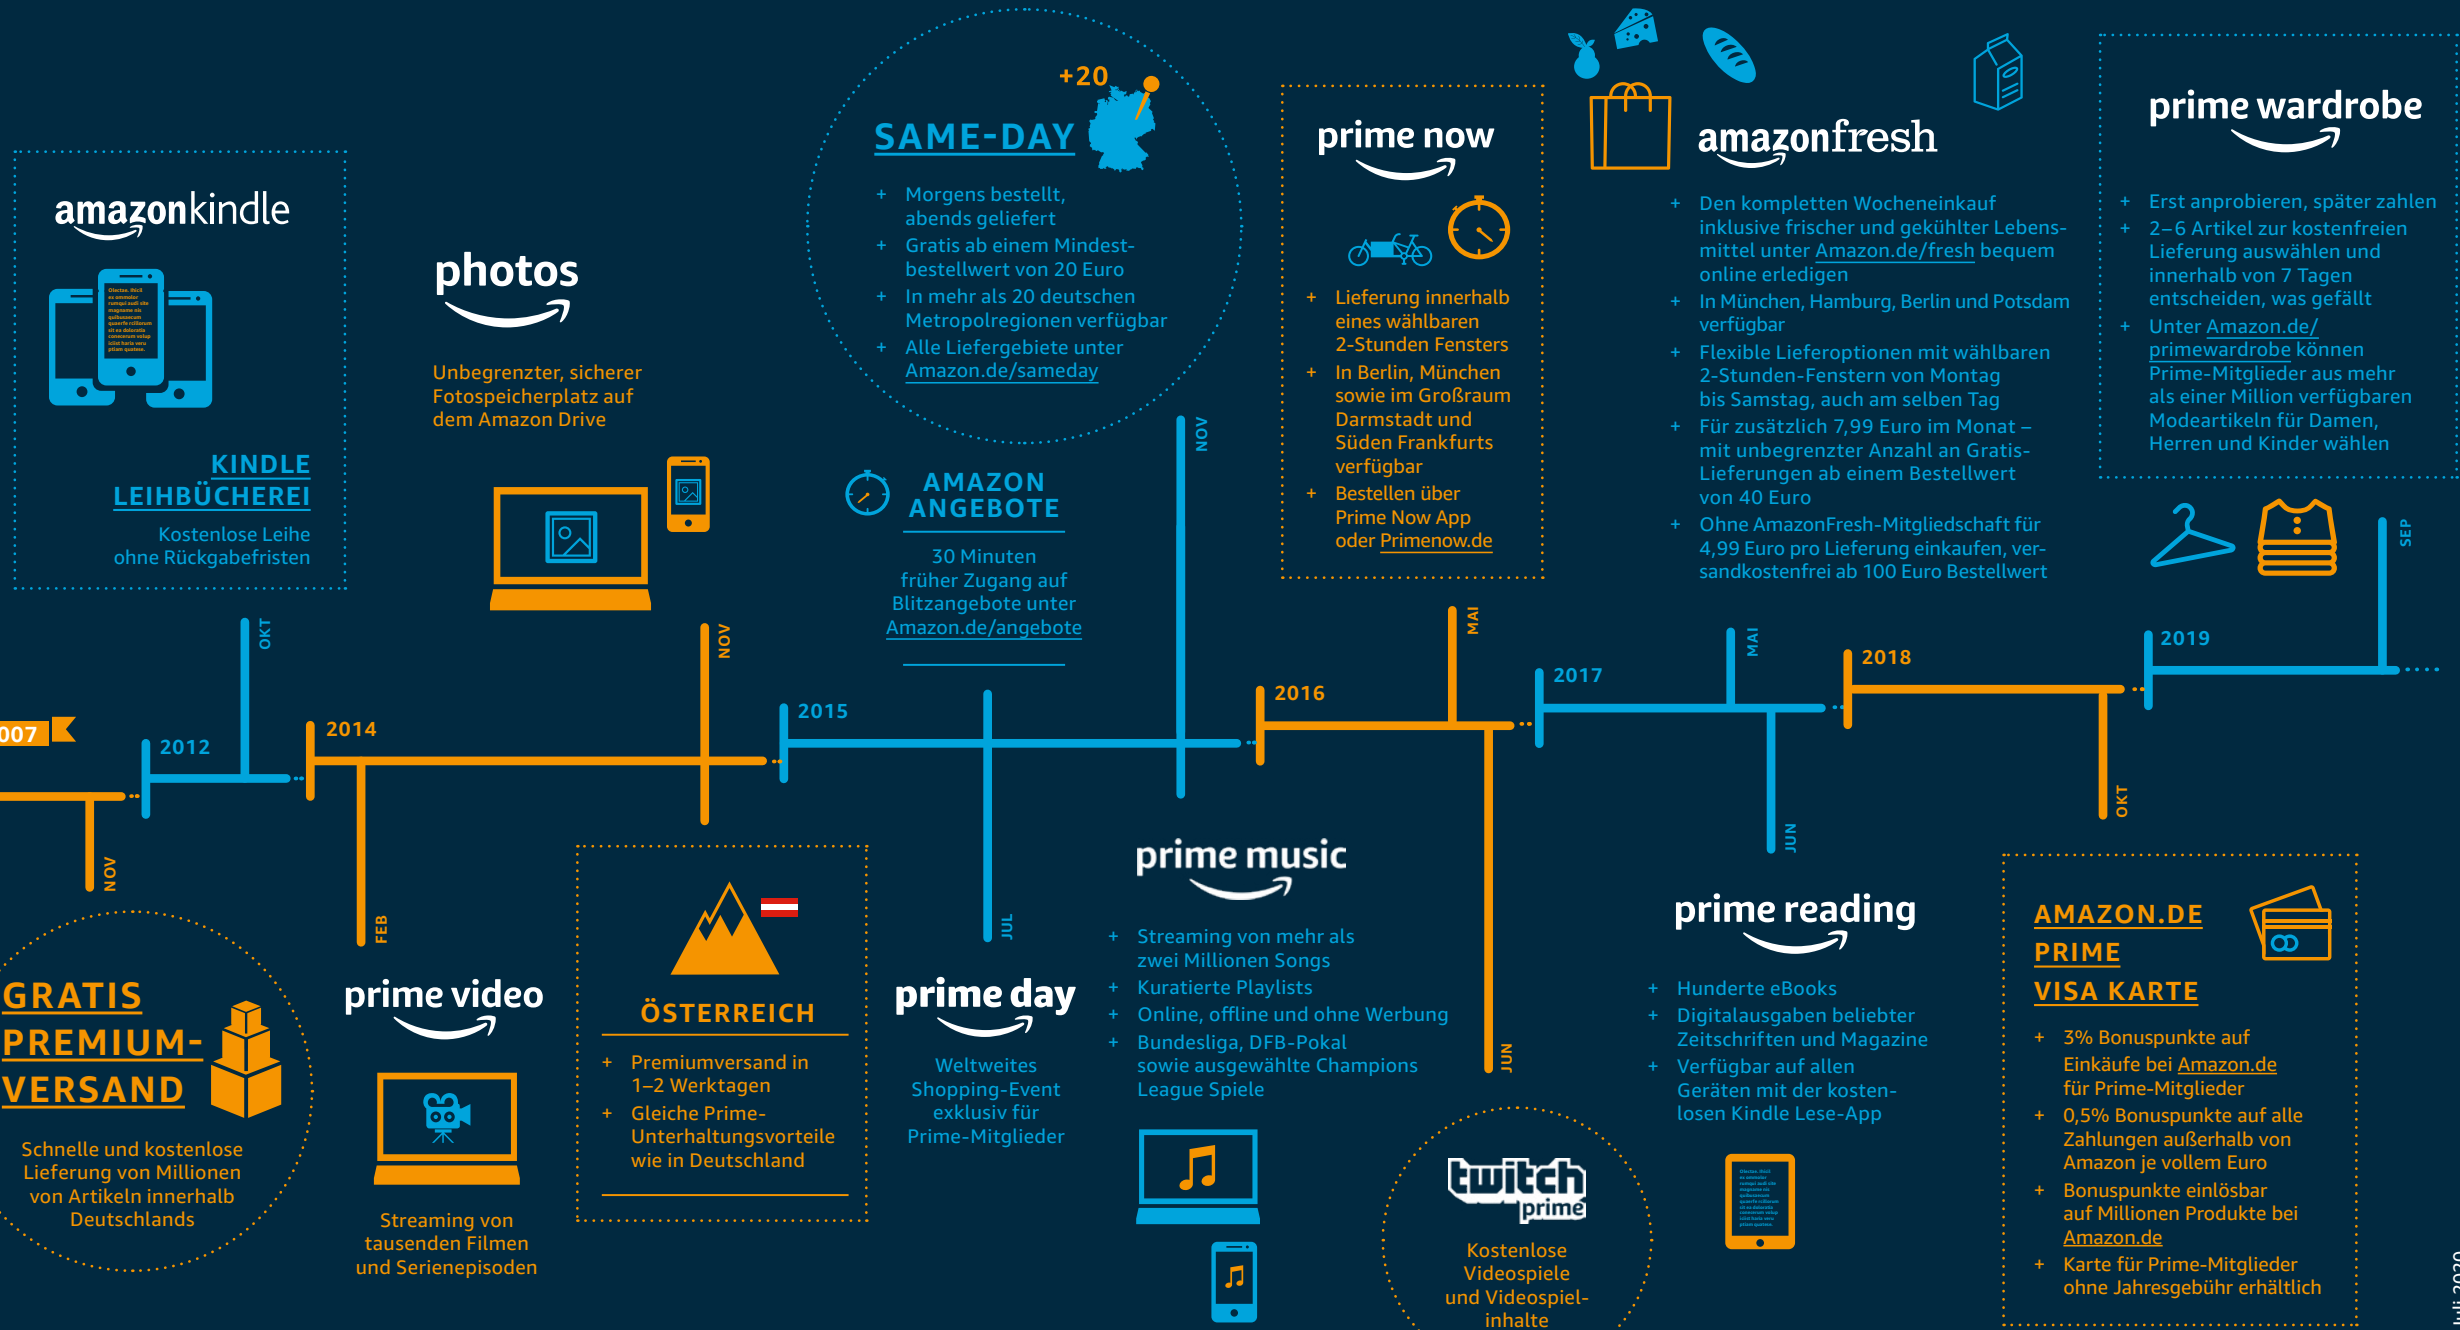 amazonkindle
KINDLE
LEIHBÜCHEREI
Kostenlose Leihe
ohne Rückgabefristen
photos
Unbegrenzter, sicherer
Fotospeicherplatz auf
dem Amazon Drive
+20
SAME-DAY
+ Morgens bestellt,
abends geliefert
+ Gratis ab einem Mindest-
bestellwert von 20 Euro
+ In mehr als 20 deutschen
Metropolregionen verfügbar
+ Alle Liefergebiete unter
Amazon.de/sameday
AMAZON
ANGEBOTE
30 Minuten
früher Zugang auf
Blitzangebote unter
Amazon.de/angebote
prime now
+ Lieferung innerhalb
eines wählbaren
2-Stunden Fensters
+ In Berlin, München
sowie im Großraum
Darmstadt und
Süden Frankfurts
verfügbar
+ Bestellen über
Prime Now App
oder Primenow.de
amazonfresh
+ Den kompletten Wocheneinkauf
inklusive frischer und gekühlter Lebens-
mittel unter Amazon.de/fresh bequem
online erledigen
+ In München, Hamburg, Berlin und Potsdam
verfügbar
+ Flexible Lieferoptionen mit wählbaren
2-Stunden-Fenstern von Montag
bis Samstag, auch am selben Tag
+ Für zusätzlich 7,99 Euro im Monat –
mit unbegrenzter Anzahl an Gratis-
Lieferungen ab einem Bestellwert
von 40 Euro
+ Ohne AmazonFresh-Mitgliedschaft für
4,99 Euro pro Lieferung einkaufen, ver-
sandkostenfrei ab 100 Euro Bestellwert
prime wardrobe
+ Erst anprobieren, später zahlen
+ 2–6 Artikel zur kostenfreien
Lieferung auswählen und
innerhalb von 7 Tagen
entscheiden, was gefällt
+ Unter Amazon.de/
primewardrobe können
Prime-Mitglieder aus mehr
als einer Million verfügbaren
Modeartikeln für Damen,
Herren und Kinder wählen
007
NOV
2012
OKT
2014
FEB
NOV
2015
JUL
NOV
2016
MAI
JUN
2017
MAI
JUN
2018
OKT
2019
SEP
GRATIS
PREMIUM-
VERSAND
Schnelle und kostenlose
Lieferung von Millionen
von Artikeln innerhalb
Deutschlands
prime video
Streaming von
tausenden Filmen
und Serienepisoden
ÖSTERREICH
+ Premiumversand in
1–2 Werktagen
+ Gleiche Prime-
Unterhaltungsvorteile
wie in Deutschland
prime day
Weltweites
Shopping-Event
exklusiv für
Prime-Mitglieder
prime music
+ Streaming von mehr als
zwei Millionen Songs
+ Kuratierte Playlists
+ Online, offline und ohne Werbung
+ Bundesliga, DFB-Pokal
sowie ausgewählte Champions
League Spiele
twitch
prime
Kostenlose
Videospiele
und Videospiel-
inhalte
prime reading
+ Hunderte eBooks
+ Digitalausgaben beliebter
Zeitschriften und Magazine
+ Verfügbar auf allen
Geräten mit der kosten-
losen Kindle Lese-App
AMAZON.DE
PRIME
VISA KARTE
+ 3% Bonuspunkte auf
Einkäufe bei Amazon.de
für Prime-Mitglieder
+ 0,5% Bonuspunkte auf alle
Zahlungen außerhalb von
Amazon je vollem Euro
+ Bonuspunkte einlösbar
auf Millionen Produkte bei
Amazon.de
+ Karte für Prime-Mitglieder
ohne Jahresgebühr erhältlich
uli 2020